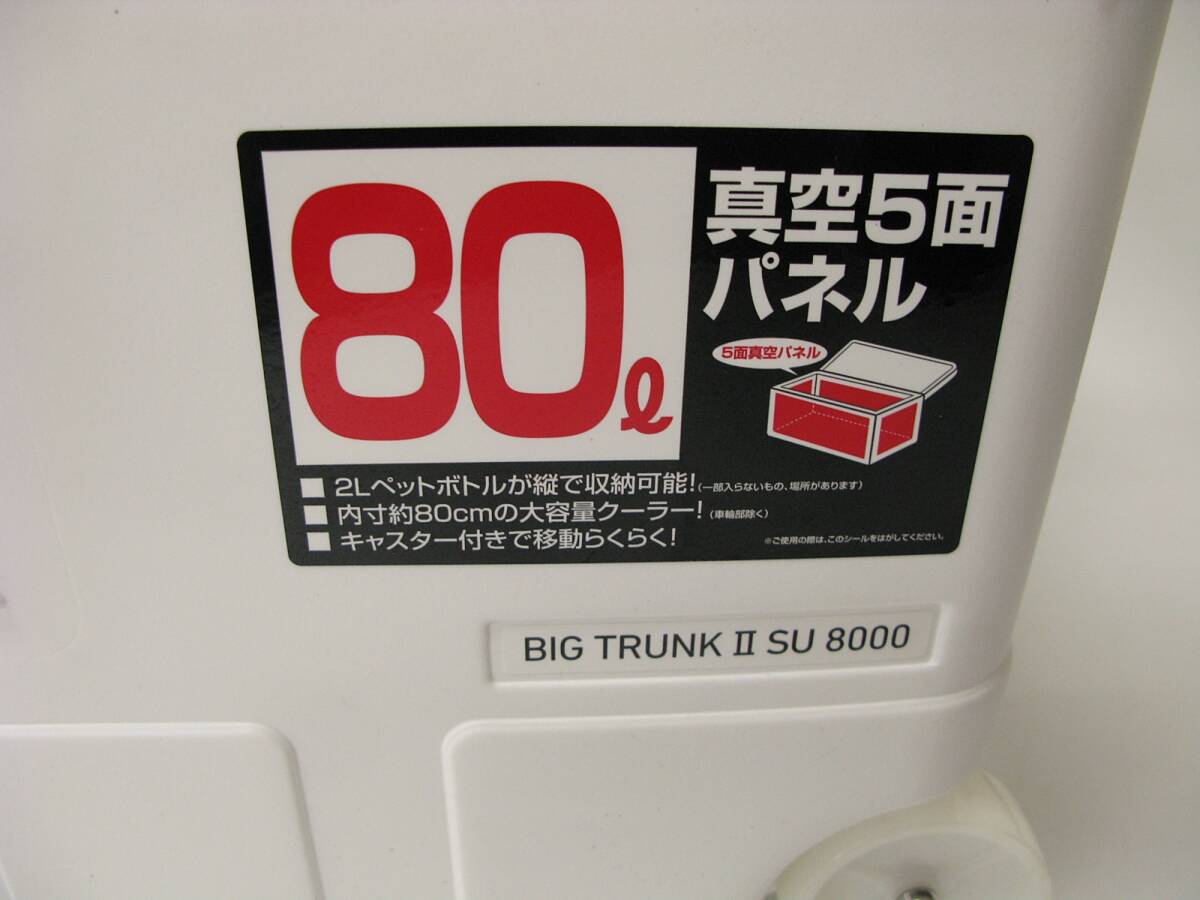 80ℓ
真空5面
パネル
5面真空パネル
■ 2Lペットボトルが縦で収納可能!(一部入らないもの、場所があります)
■ 内寸約80cmの大容量クーラー!(車輪部除く)
■ キャスター付きで移動らくらく!
※ご使用の際は、このシールをはがしてください。
BIG TRUNK Ⅱ SU 8000